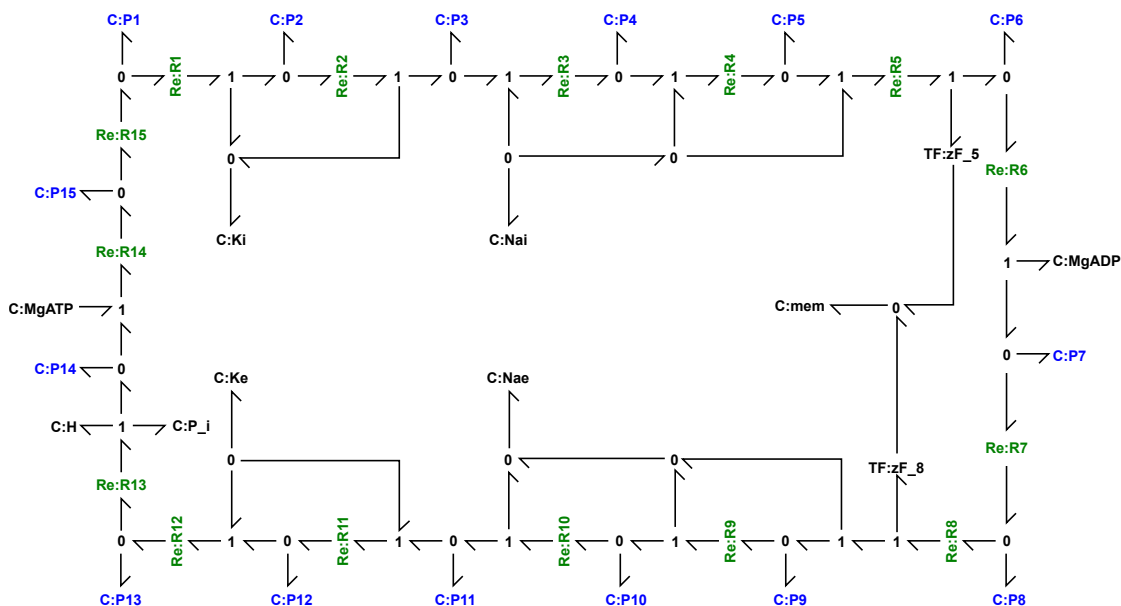 C:P1 C:P2 C:P3 C:P4 C:P5 C:P6
0 Re:R1 1 0 Re:R2 1 0 1 Re:R3 0 1 Re:R4 0 1 Re:R5 1 0
Re:R15
0 0 0 TF:zF_5
Re:R6
C:P15 0
C:Ki C:Nai
Re:R14
1 C:MgADP
C:MgATP 1 C:mem 0
0 C:P7
C:P14 0
C:Ke C:Nae
C:H 1 C:P_i
Re:R7
0 0 0
TF:zF_8
Re:R13
0 Re:R12 1 0 Re:R11 1 0 1 Re:R10 0 1 Re:R9 0 1 1 Re:R8 0
C:P13 C:P12 C:P11 C:P10 C:P9 C:P8